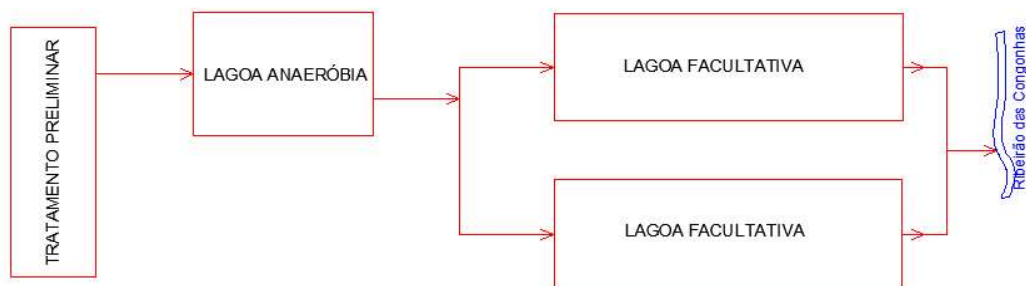 TRATAMENTO PRELIMINAR
LAGOA ANAERÓBIA
LAGOA FACULTATIVA
LAGOA FACULTATIVA
Ribeirão das Congonhas